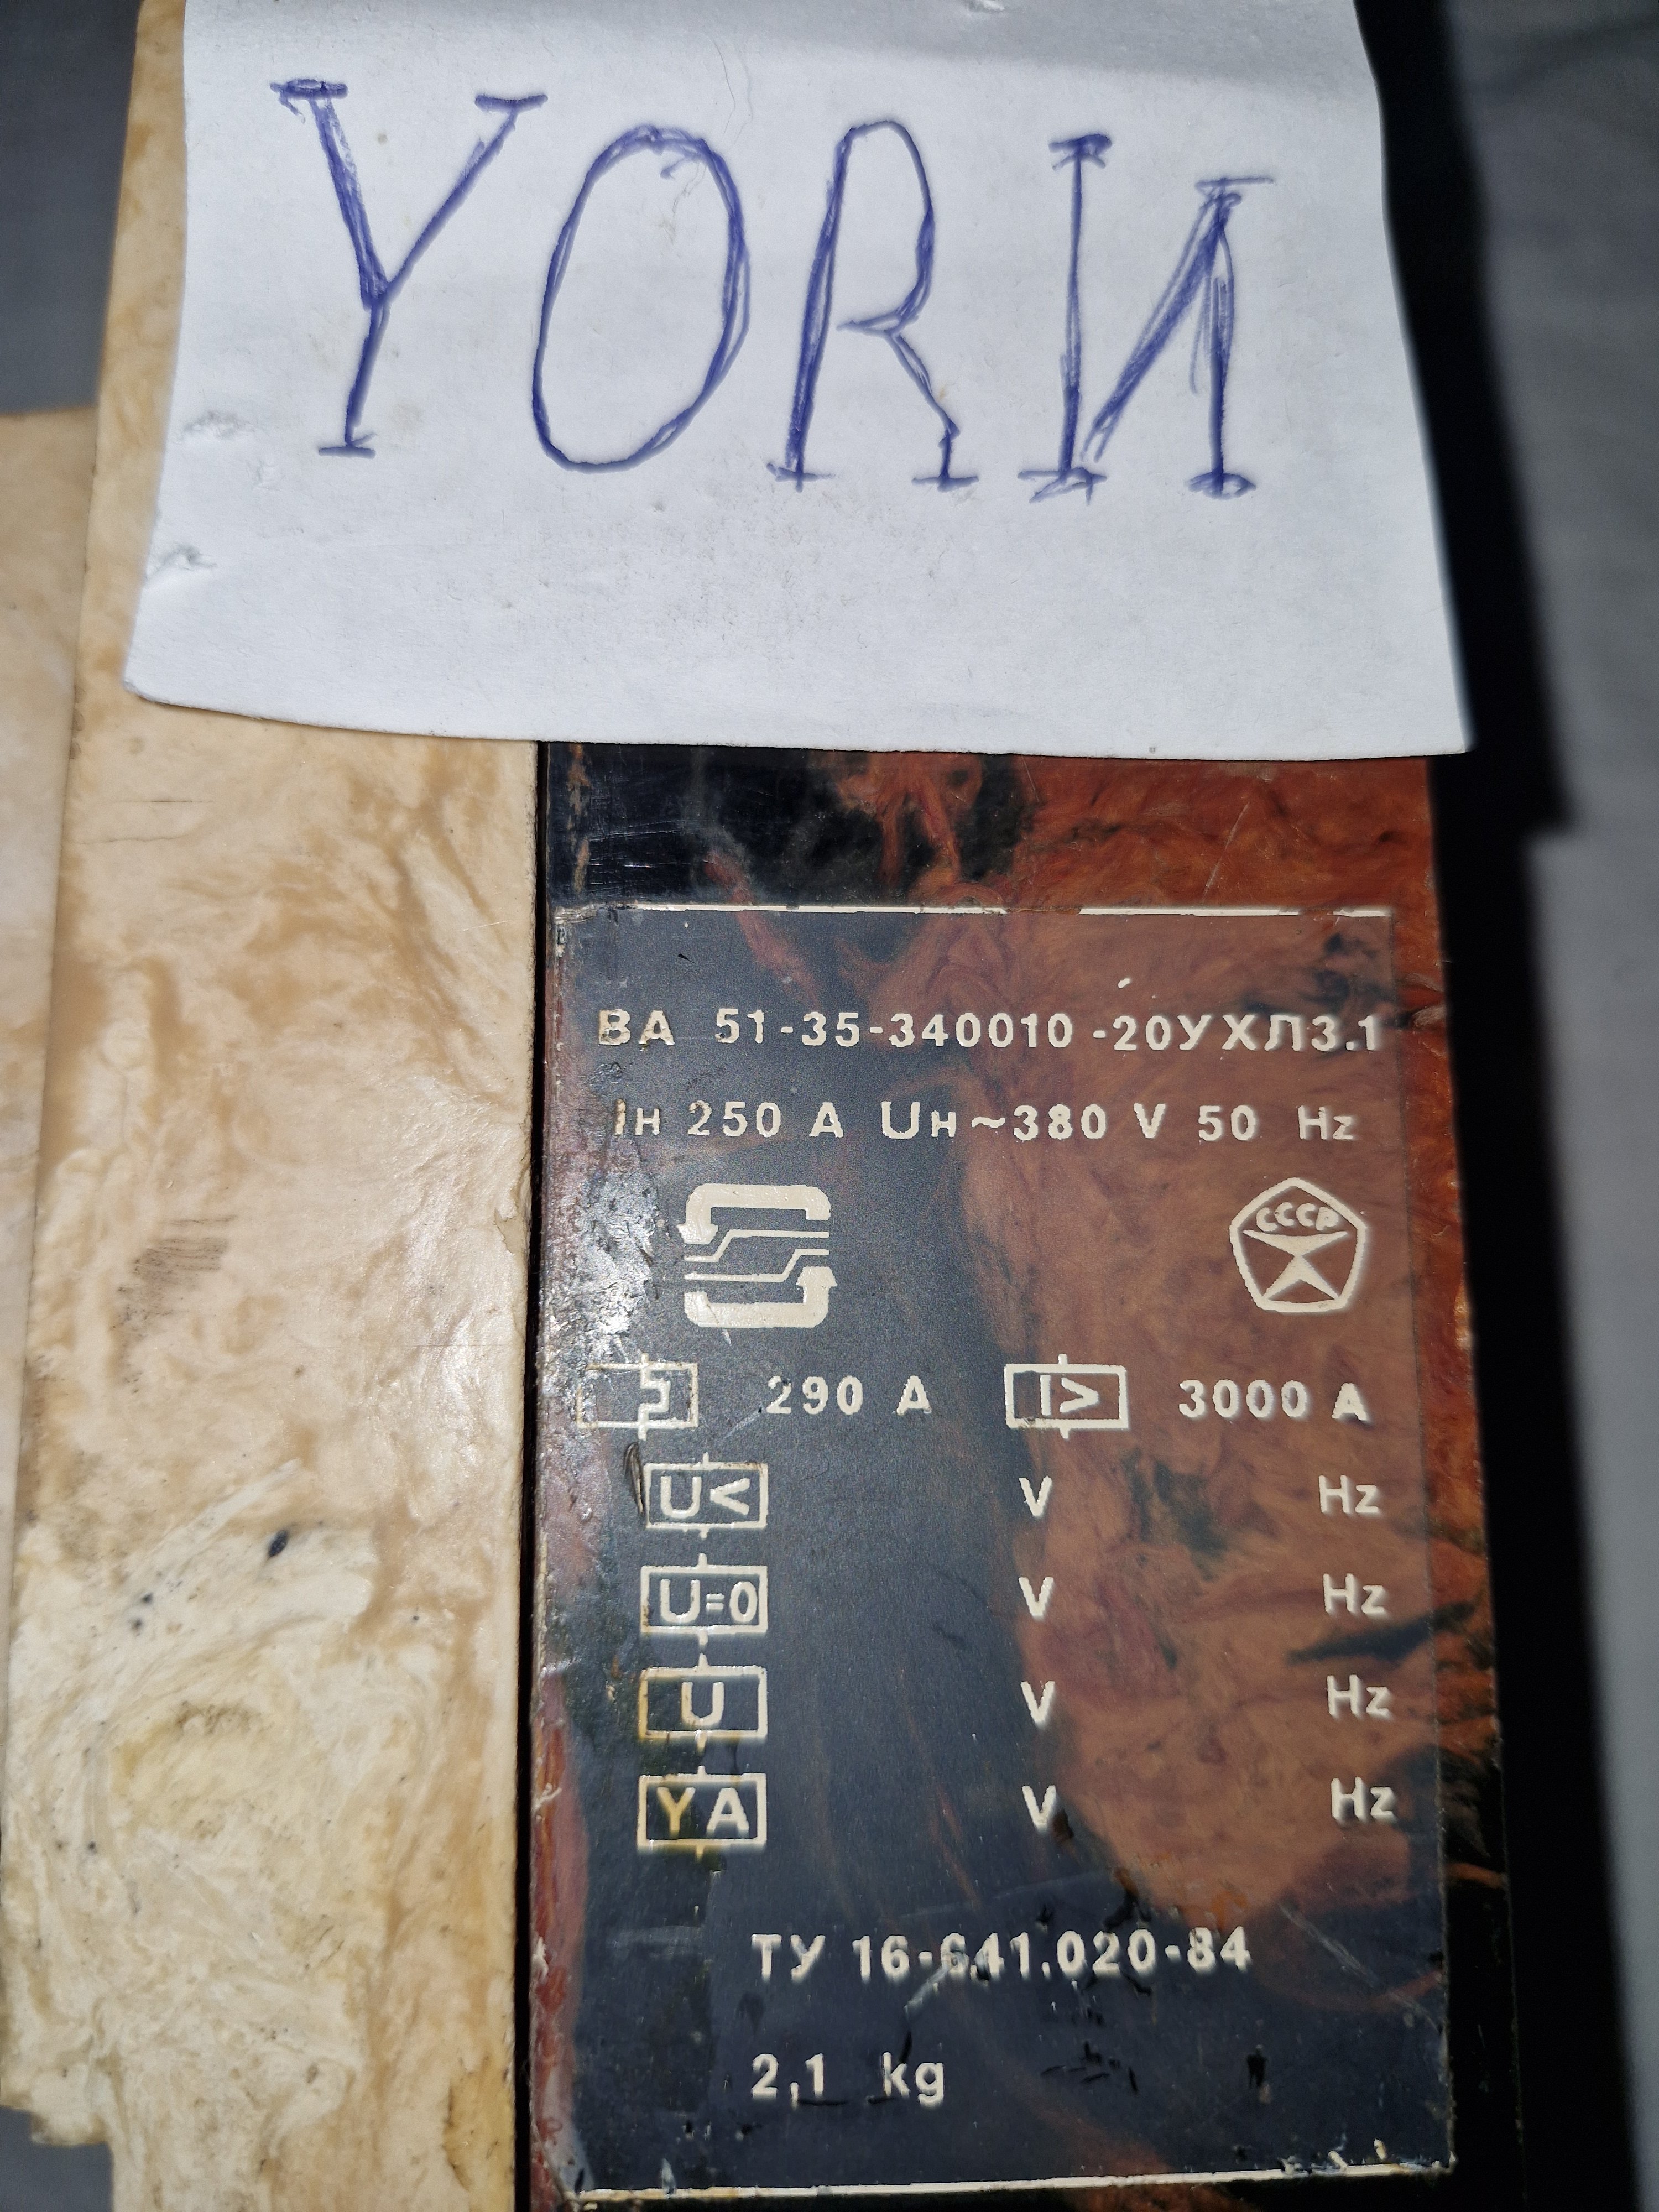 YORИ
ВА 51-35-340010-20УХЛ3.1
Iн 250 А Uн~380 V 50 Hz
СССР
290 А I> 3000 А
U< V Hz
U=0 V Hz
U V Hz
YA V Hz
ТУ 16-641.020-84
2,1 kg